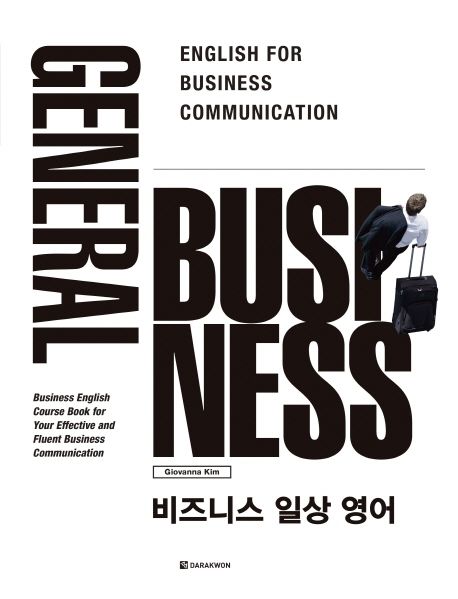 GENERAL
ENGLISH FOR
BUSINESS
COMMUNICATION
BUSI
NESS
Business English
Course Book for
Your Effective and
Fluent Business
Communication
Giovanna Kim
비즈니스 일상 영어
DARAKWON